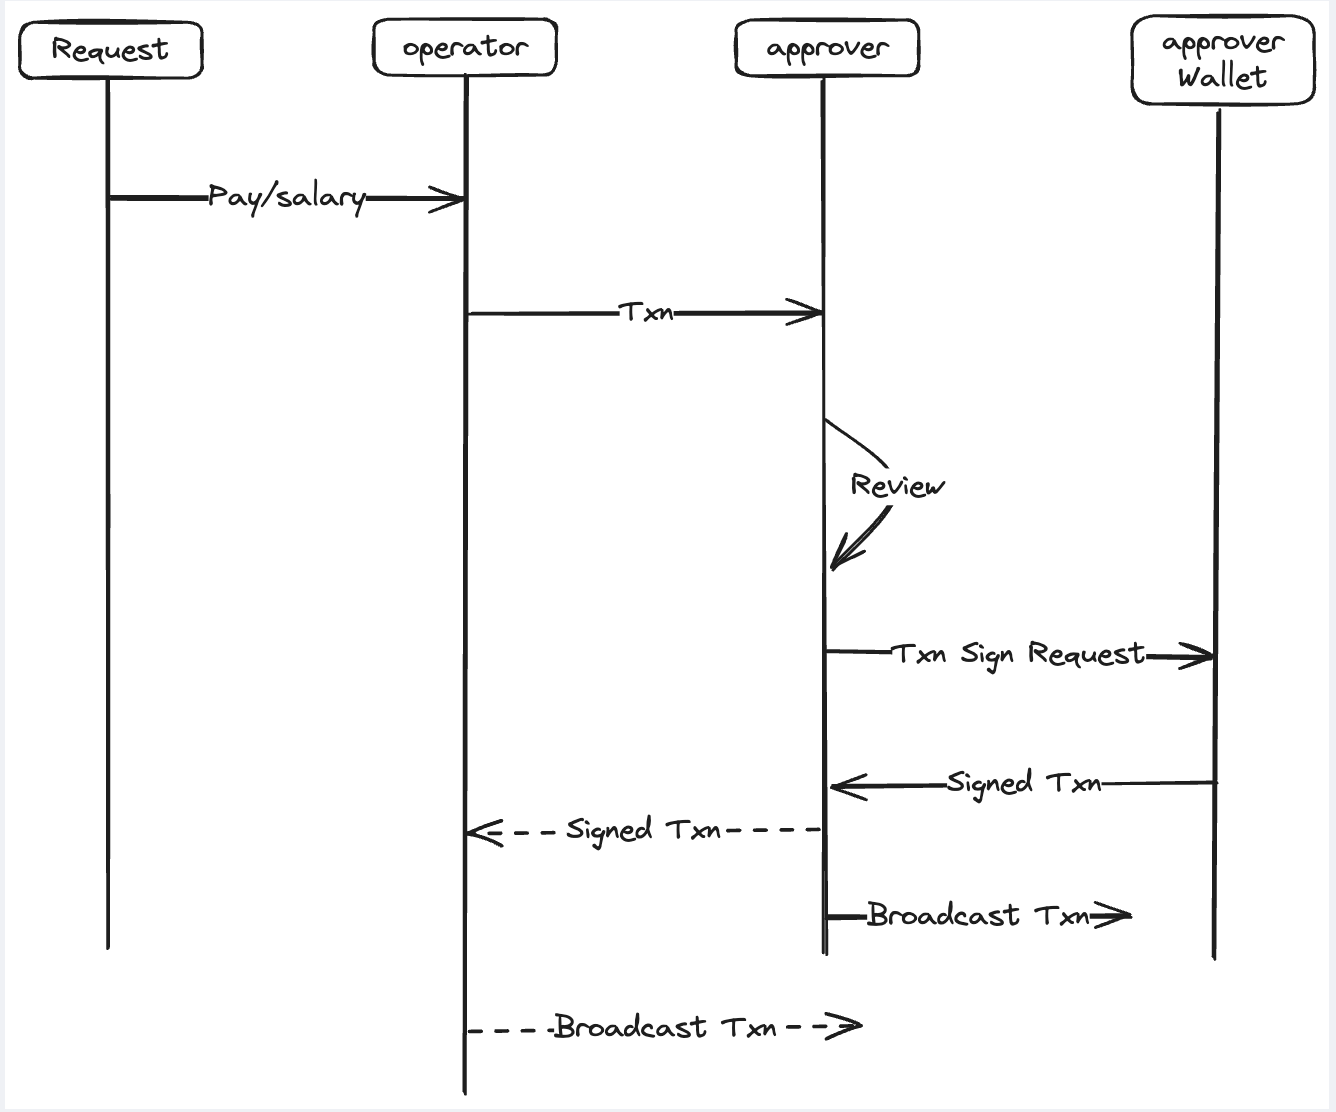 Request
operator
approver
approver
Wallet
Pay/salary
Txn
Review
Txn Sign Request
Signed Txn
Signed Txn
Broadcast Txn
Broadcast Txn